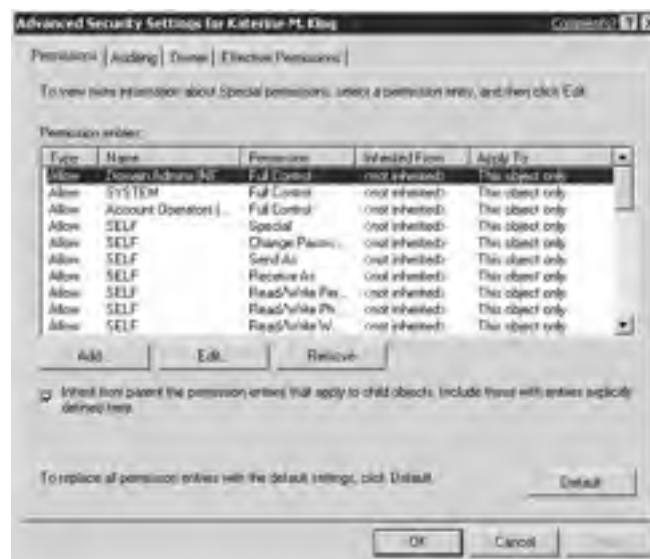 Advanced Security Settings for Katerine M. King
Permissions | Auditing | Owner | Effective Permissions
To view more information about Special permissions, select a permission entry, and then click Edit.
Permission entries:
Type Name Permission Inherited From Apply To
Allow Domain Admins Full Control <not inherited> This object only
Allow SYSTEM Full Control <not inherited> This object only
Allow Account Operators (... Full Control <not inherited> This object only
Allow SELF Special <not inherited> This object only
Allow SELF Change Passw... <not inherited> This object only
Allow SELF Send As <not inherited> This object only
Allow SELF Receive As <not inherited> This object only
Allow SELF Read/Write Per... <not inherited> This object only
Allow SELF Read/Write Ph... <not inherited> This object only
Allow SELF Read/Write W... <not inherited> This object only
Add... Edit... Remove
Inherit from parent the permission entries that apply to child objects. Include these with entries explicitly
defined here.
To replace all permission entries with the default settings, click Default. Default
OK Cancel